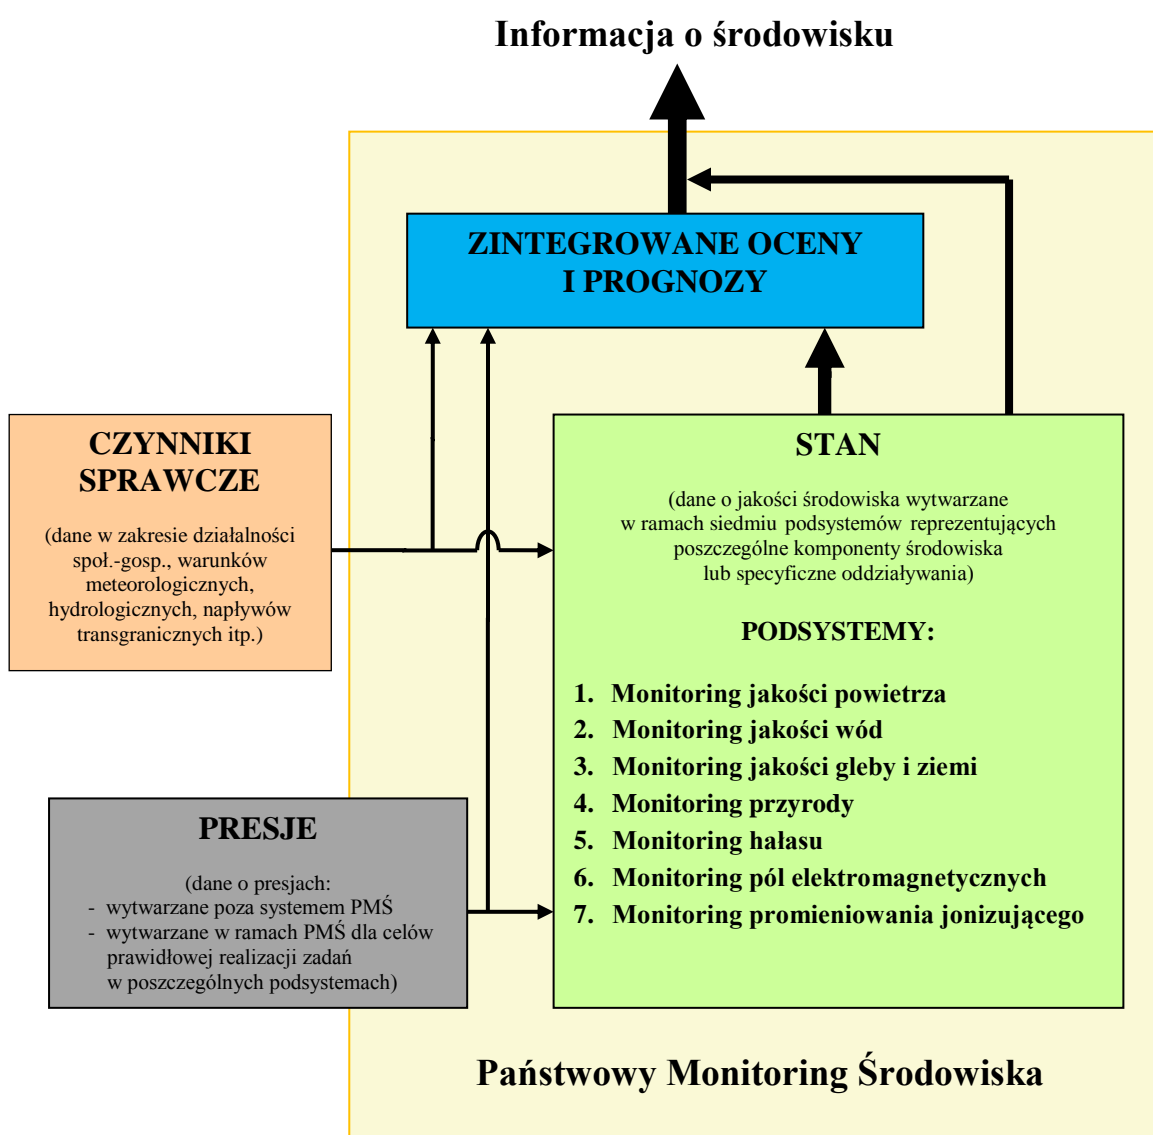 Informacja o środowisku
ZINTEGROWANE OCENY
I PROGNOZY
CZYNNIKI
SPRAWCZE
(dane w zakresie działalności
społ.-gosp., warunków
meteorologicznych,
hydrologicznych, napływów
transgranicznych itp.)
STAN
(dane o jakości środowiska wytwarzane
w ramach siedmiu podsystemów reprezentujących
poszczególne komponenty środowiska
lub specyficzne oddziaływania)
PODSYSTEMY:
1. Monitoring jakości powietrza
2. Monitoring jakości wód
3. Monitoring jakości gleby i ziemi
4. Monitoring przyrody
5. Monitoring hałasu
6. Monitoring pól elektromagnetycznych
7. Monitoring promieniowania jonizującego
PRESJE
(dane o presjach:
- wytwarzane poza systemem PMŚ
- wytwarzane w ramach PMŚ dla celów
prawidłowej realizacji zadań
w poszczególnych podsystemach)
Państwowy Monitoring Środowiska